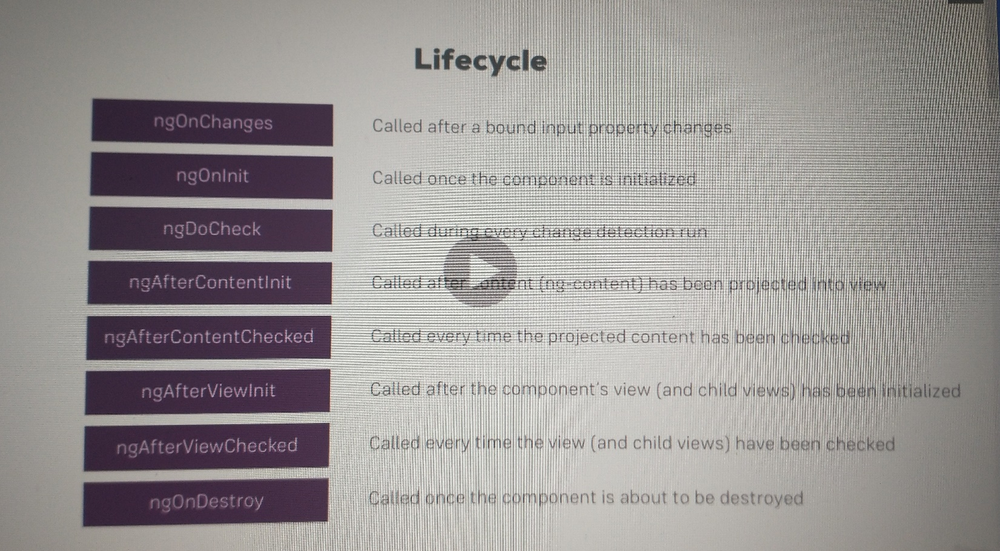 Lifecycle
ngOnChanges Called after a bound input property changes
ngOnInit Called once the component is initialized
ngDoCheck Called during every change detection run
ngAfterContentInit Called after content (ng-content) has been projected into view
ngAfterContentChecked Called every time the projected content has been checked
ngAfterViewInit Called after the component's view (and child views) has been initialized
ngAfterViewChecked Called every time the view (and child views) have been checked
ngOnDestroy Called once the component is about to be destroyed